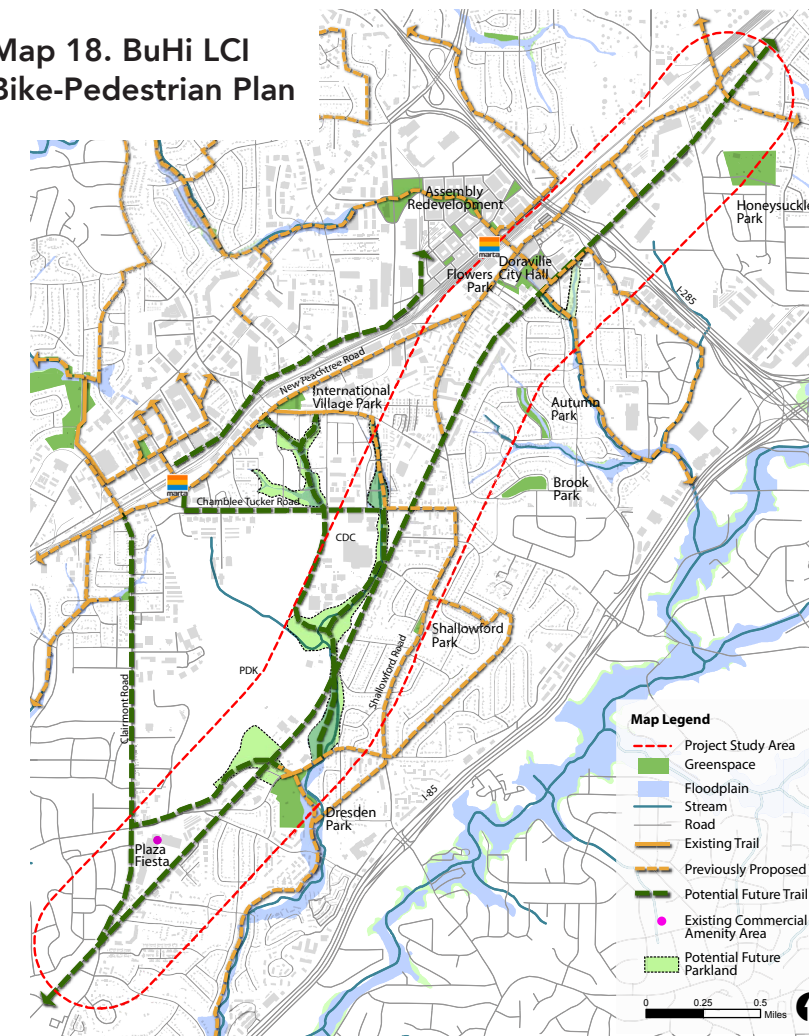 Map 18. BuHi LCI
Bike-Pedestrian Plan
Assembly
Redevelopment
Honeysuckle
Park
marta
Doraville
City Hall
Flowers
Park
I-285
New Peachtree Road
International
Village Park
Autumn
Park
marta
Chamblee Tucker Road
Brook
Park
CDC
Shallowford
Park
Shallowford Road
PDK
Clairmont Road
I-85
Dresden
Park
Plaza
Fiesta
Map Legend
Project Study Area
Greenspace
Floodplain
Stream
Road
Existing Trail
Previously Proposed
Potential Future Trail
Existing Commercial
Amenity Area
Potential Future
Parkland
0 0.25 0.5
Miles